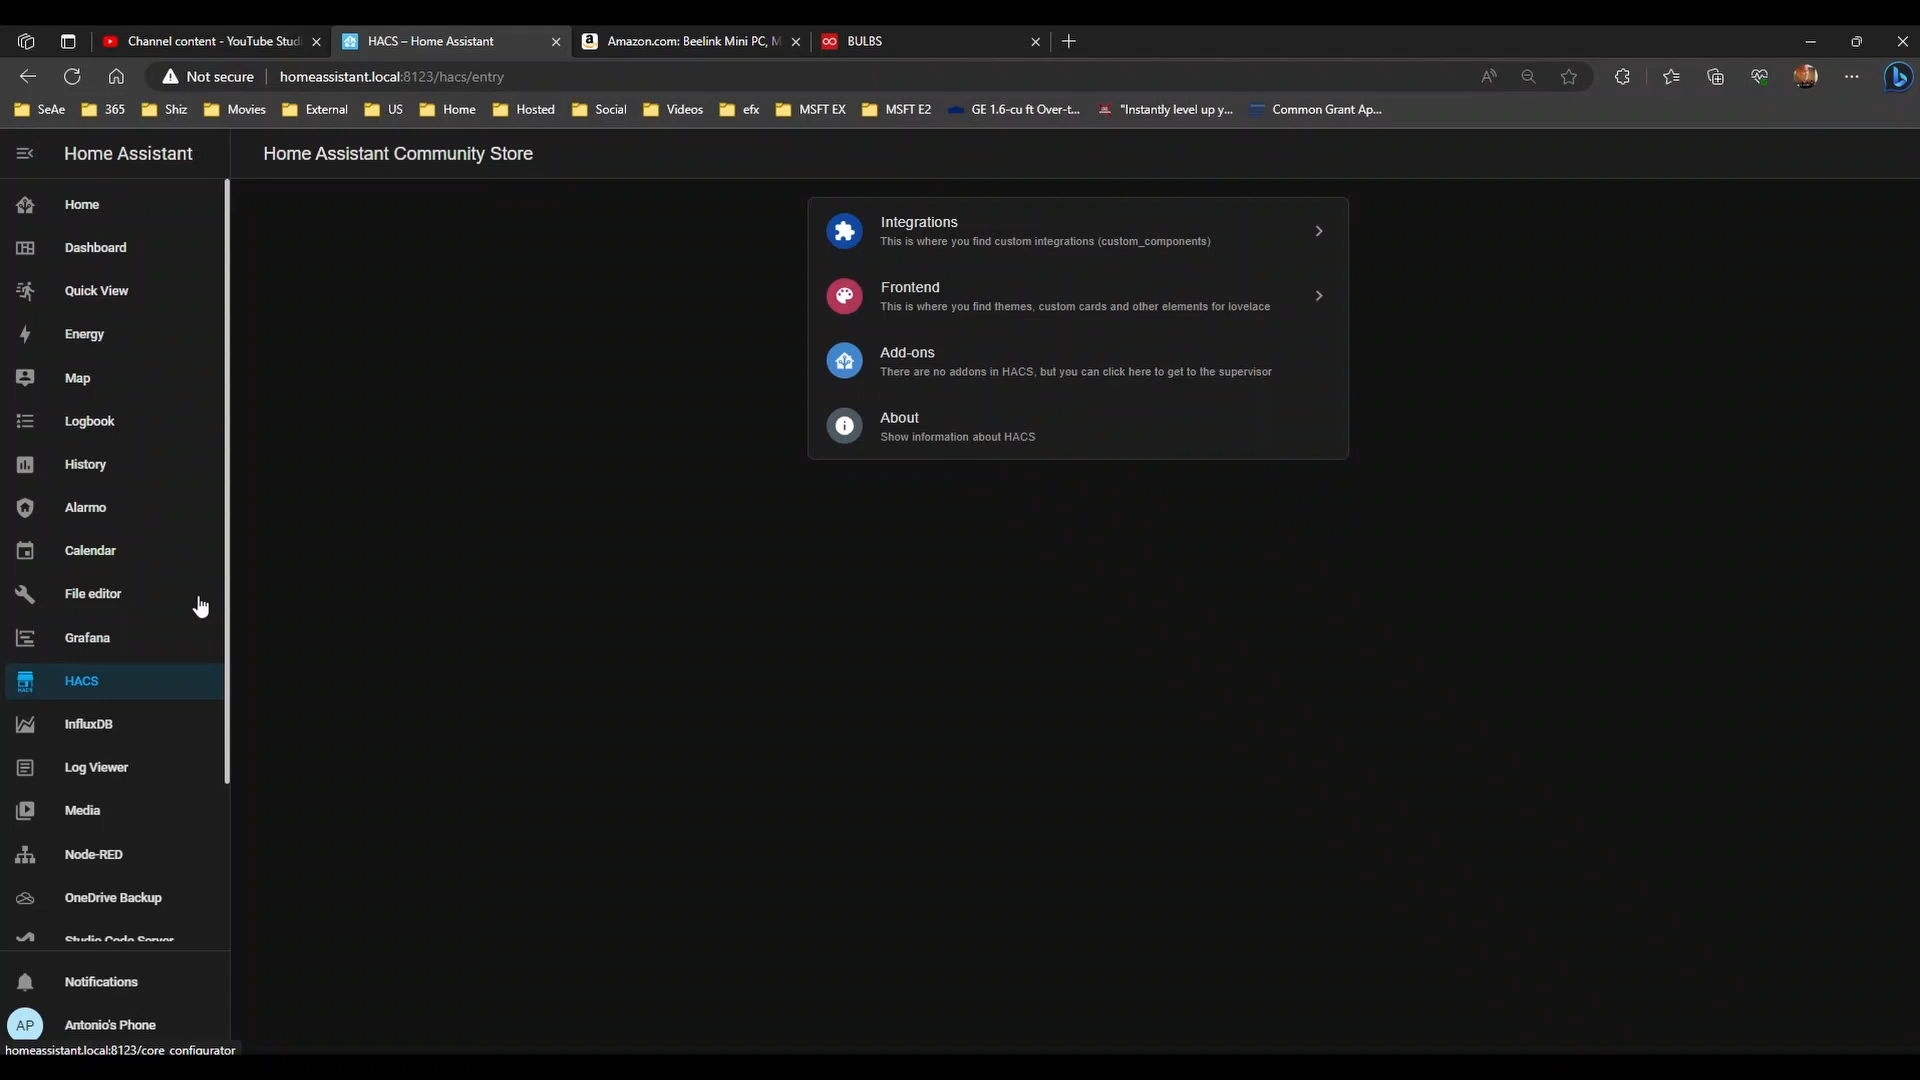 Channel content - YouTube Studi
HACS – Home Assistant
Amazon.com: Beelink Mini PC, M
BULBS
Not secure
homeassistant.local:8123/hacs/entry
SeAe
365
Shiz
Movies
External
US
Home
Hosted
Social
Videos
efx
MSFT EX
MSFT E2
GE 1.6-cu ft Over-t...
"Instantly level up y...
Common Grant Ap...
Home Assistant
Home Assistant Community Store
Home
Dashboard
Quick View
Energy
Map
Logbook
History
Alarmo
Calendar
File editor
Grafana
HACS
InfluxDB
Log Viewer
Media
Node-RED
OneDrive Backup
Studio Code Server
Notifications
AP
Antonio's Phone
homeassistant.local:8123/core_configurator
Integrations
This is where you find custom integrations (custom_components)
Frontend
This is where you find themes, custom cards and other elements for lovelace
Add-ons
There are no addons in HACS, but you can click here to get to the supervisor
About
Show information about HACS